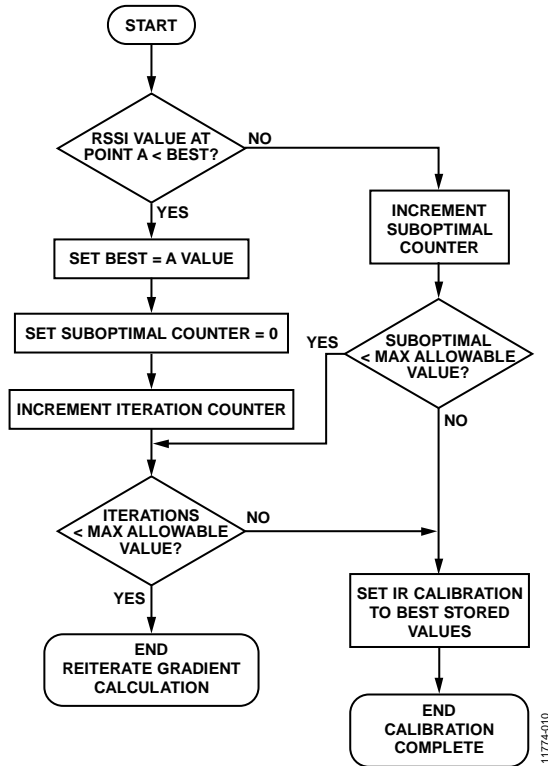 START
RSSI VALUE AT
POINT A < BEST?
NO
YES
INCREMENT
SUBOPTIMAL
COUNTER
SET BEST = A VALUE
SET SUBOPTIMAL COUNTER = 0
YES
SUBOPTIMAL
< MAX ALLOWABLE
VALUE?
INCREMENT ITERATION COUNTER
NO
ITERATIONS
< MAX ALLOWABLE
VALUE?
NO
YES
SET IR CALIBRATION
TO BEST STORED
VALUES
END
REITERATE GRADIENT
CALCULATION
END
CALIBRATION
COMPLETE
11774-010